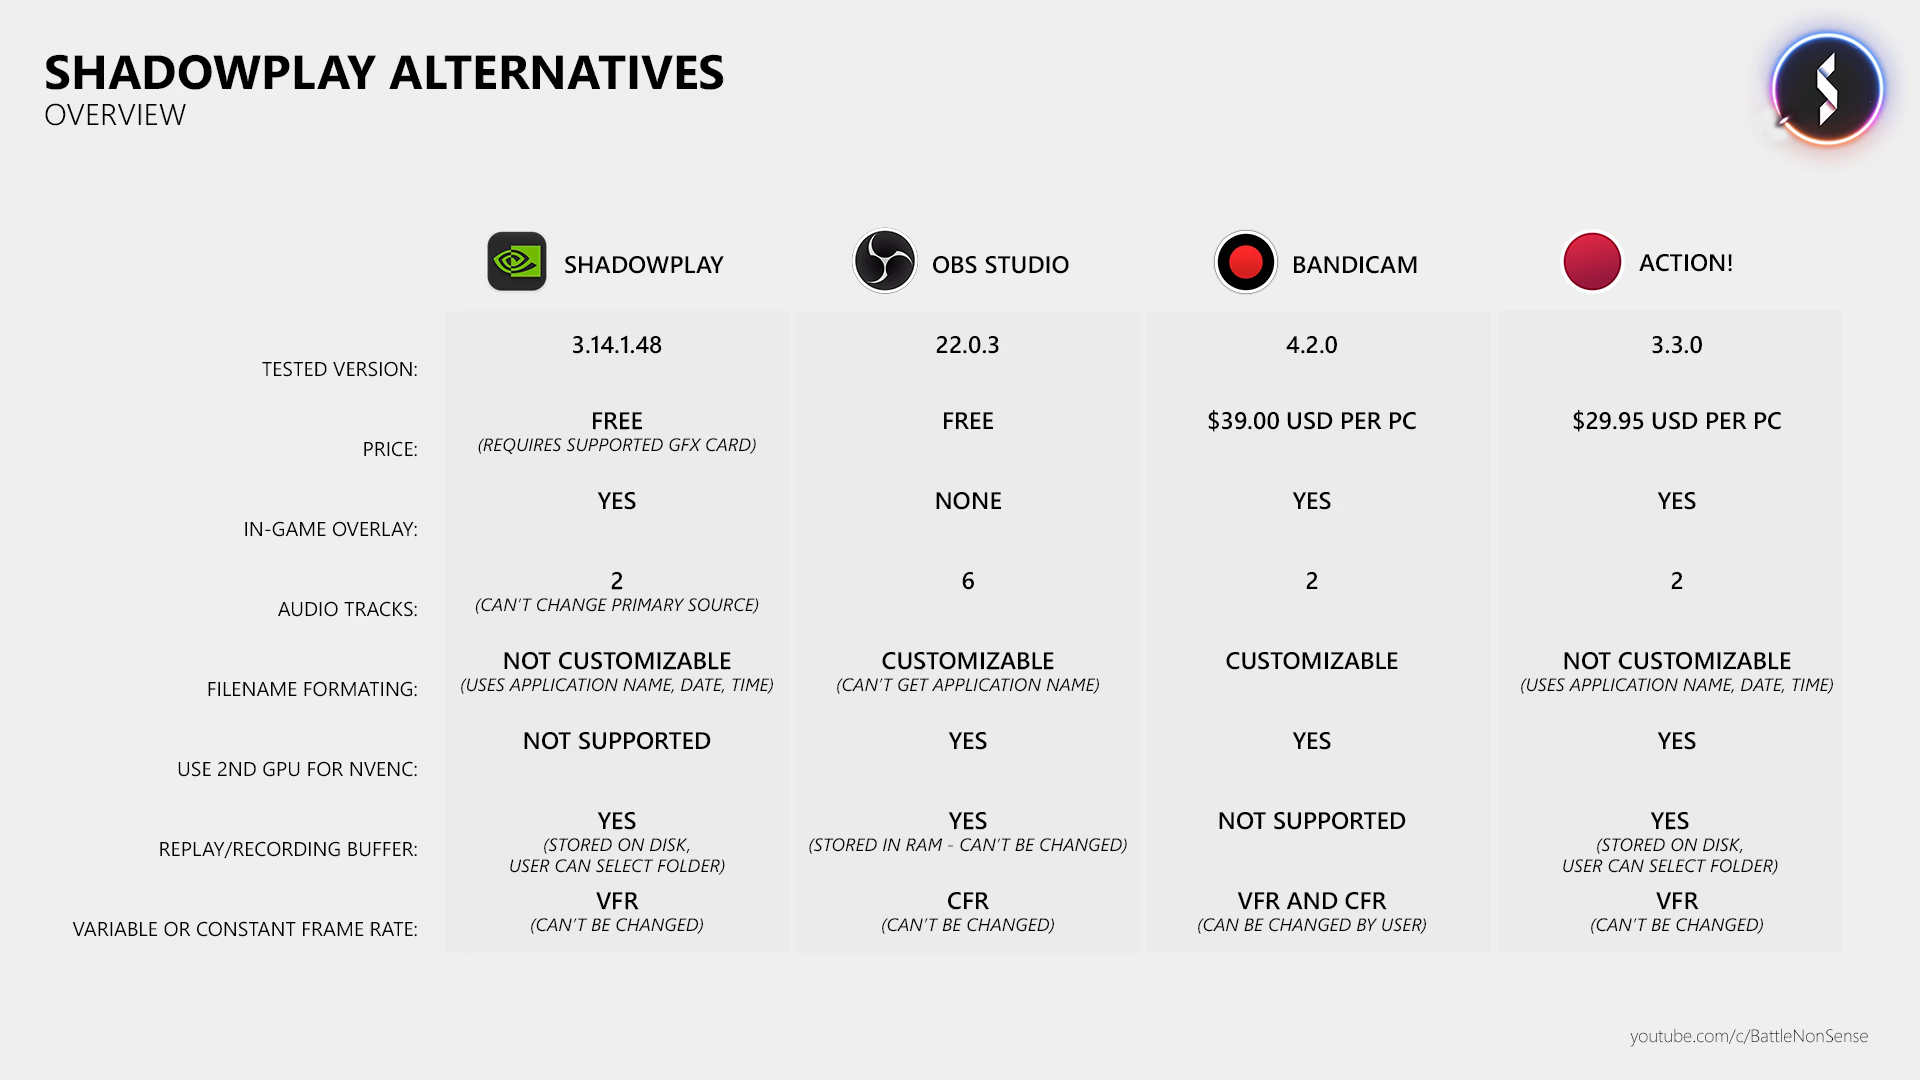 SHADOWPLAY ALTERNATIVES
OVERVIEW
SHADOWPLAY OBS STUDIO BANDICAM ACTION!
TESTED VERSION: 3.14.1.48 22.0.3 4.2.0 3.3.0
PRICE: FREE FREE $39.00 USD PER PC $29.95 USD PER PC
(REQUIRES SUPPORTED GFX CARD)
IN-GAME OVERLAY: YES NONE YES YES
AUDIO TRACKS: 2 6 2 2
(CAN'T CHANGE PRIMARY SOURCE)
FILENAME FORMATING: NOT CUSTOMIZABLE CUSTOMIZABLE CUSTOMIZABLE NOT CUSTOMIZABLE
(USES APPLICATION NAME, DATE, TIME) (CAN'T GET APPLICATION NAME) (USES APPLICATION NAME, DATE, TIME)
USE 2ND GPU FOR NVENC: NOT SUPPORTED YES YES YES
REPLAY/RECORDING BUFFER: YES YES NOT SUPPORTED YES
(STORED ON DISK, (STORED IN RAM - CAN'T BE CHANGED) (STORED ON DISK,
USER CAN SELECT FOLDER) USER CAN SELECT FOLDER)
VARIABLE OR CONSTANT FRAME RATE: VFR CFR VFR AND CFR VFR
(CAN'T BE CHANGED) (CAN'T BE CHANGED) (CAN BE CHANGED BY USER) (CAN'T BE CHANGED)
youtube.com/c/BattleNonSense